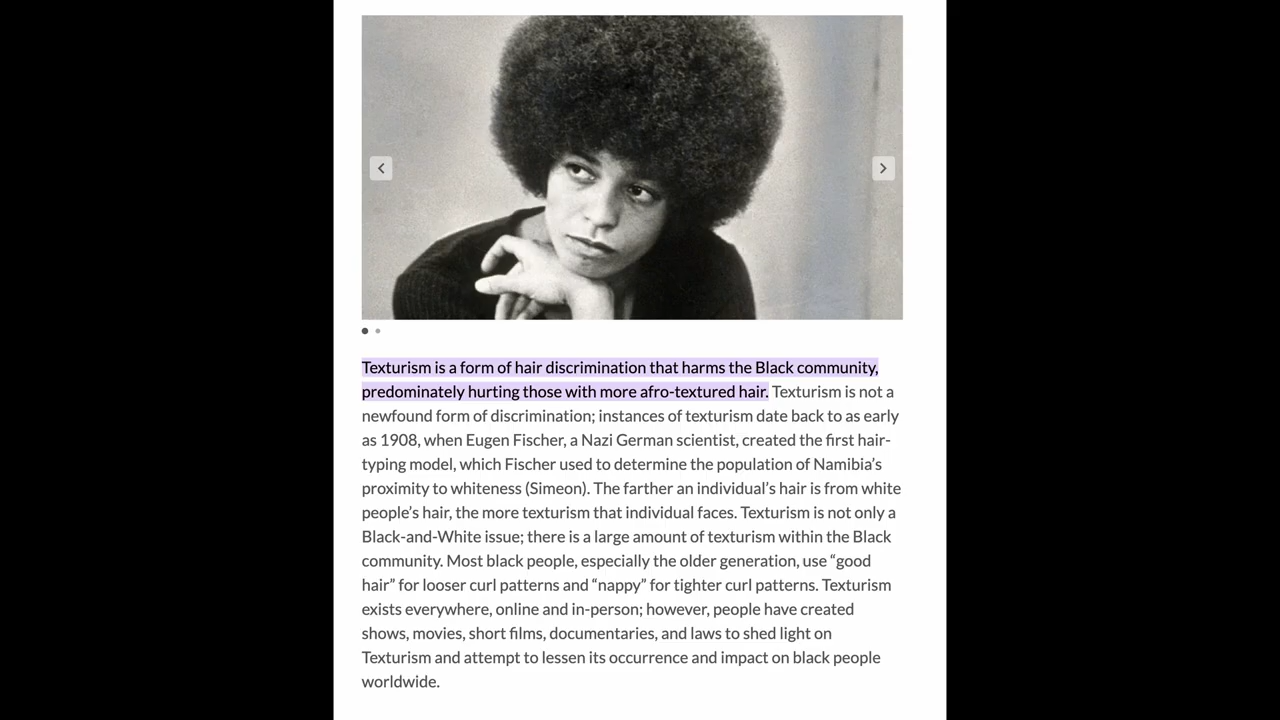 Texturism is a form of hair discrimination that harms the Black community,
predominately hurting those with more afro-textured hair. Texturism is not a
newfound form of discrimination; instances of texturism date back to as early
as 1908, when Eugen Fischer, a Nazi German scientist, created the first hair-
typing model, which Fischer used to determine the population of Namibia’s
proximity to whiteness (Simeon). The farther an individual’s hair is from white
people’s hair, the more texturism that individual faces. Texturism is not only a
Black-and-White issue; there is a large amount of texturism within the Black
community. Most black people, especially the older generation, use “good
hair” for looser curl patterns and “nappy” for tighter curl patterns. Texturism
exists everywhere, online and in-person; however, people have created
shows, movies, short films, documentaries, and laws to shed light on
Texturism and attempt to lessen its occurrence and impact on black people
worldwide.